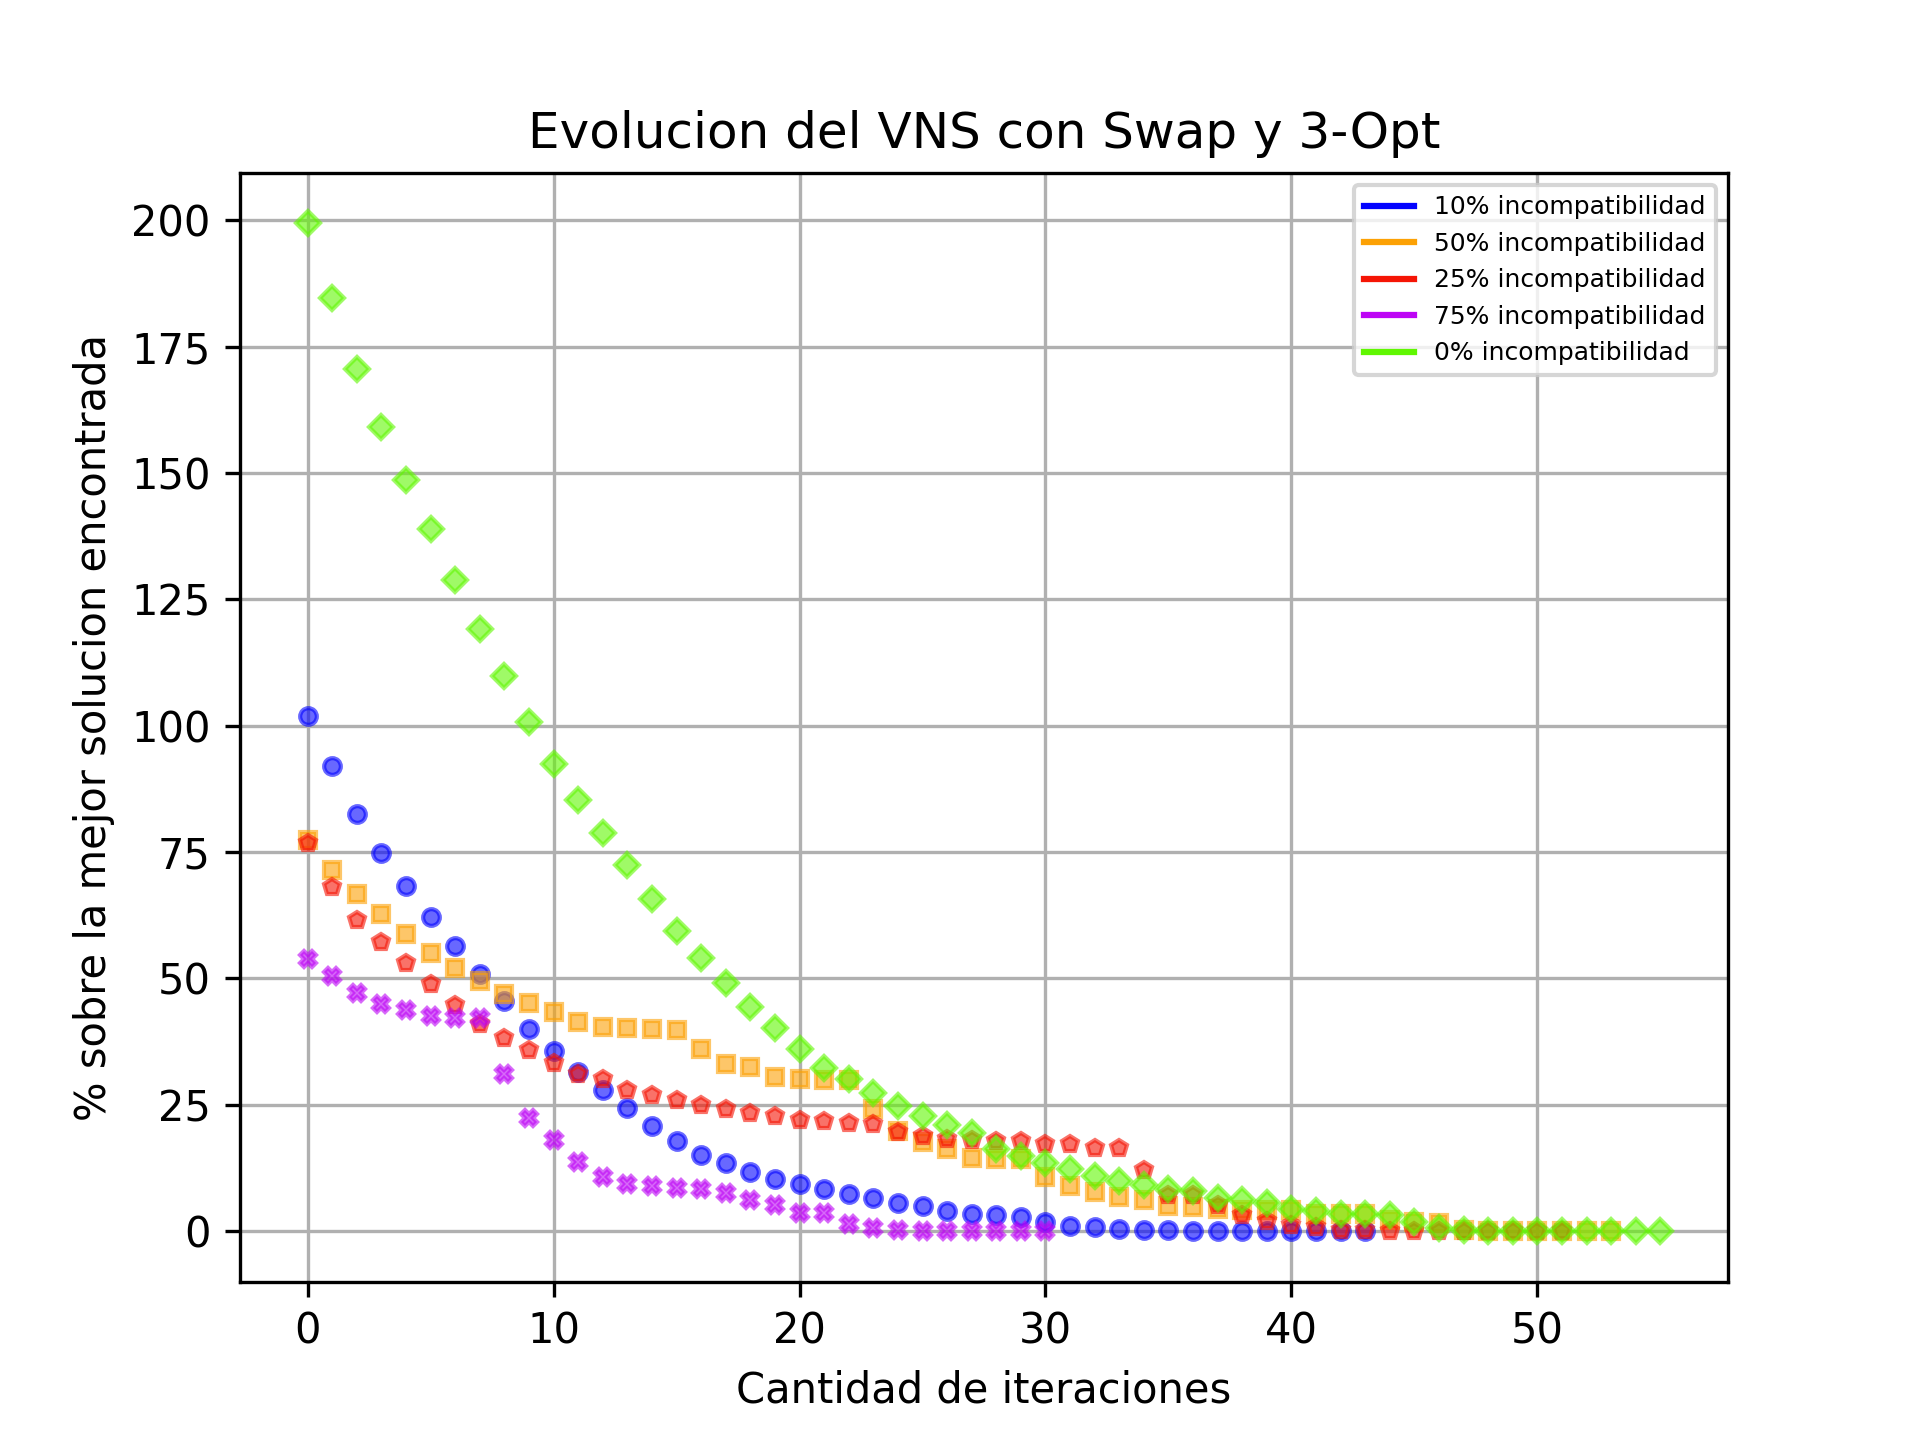 Evolucion del VNS con Swap y 3-Opt
% sobre la mejor solucion encontrada
200
175
150
125
100
75
50
25
0
10% incompatibilidad
50% incompatibilidad
25% incompatibilidad
75% incompatibilidad
0% incompatibilidad
0 10 20 30 40 50
Cantidad de iteraciones